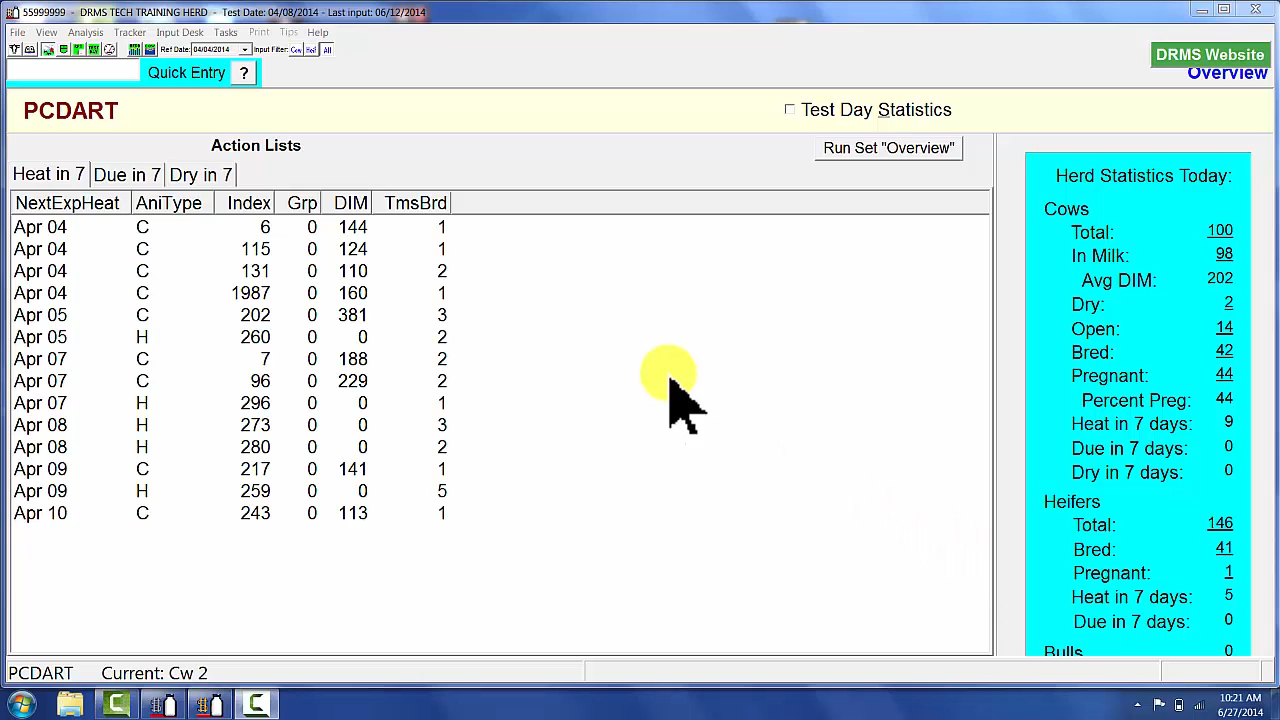 55999999 - DRMS TECH TRAINING HERD - Test Date: 04/08/2014 - Last input: 06/12/2014
File View Analysis Tracker Input Desk Tasks Print Tips Help
Ref Date: 04/04/2014 Input Filter: Cow Heif All
DRMS Website
Quick Entry ? Overview
PCDART Test Day Statistics
Action Lists Run Set "Overview"
Heat in 7 Due in 7 Dry in 7
NextExpHeat AniType Index Grp DIM TmsBrd
Apr 04 C 6 0 144 1
Apr 04 C 115 0 124 1
Apr 04 C 131 0 110 2
Apr 04 C 1987 0 160 1
Apr 05 C 202 0 381 3
Apr 05 H 260 0 0 2
Apr 07 C 7 0 188 2
Apr 07 C 96 0 229 2
Apr 07 H 296 0 0 1
Apr 08 H 273 0 0 3
Apr 08 H 280 0 0 2
Apr 09 C 217 0 141 1
Apr 09 H 259 0 0 5
Apr 10 C 243 0 113 1
Herd Statistics Today:
Cows
Total: 100
In Milk: 98
Avg DIM: 202
Dry: 2
Open: 14
Bred: 42
Pregnant: 44
Percent Preg: 44
Heat in 7 days: 9
Due in 7 days: 0
Dry in 7 days: 0
Heifers
Total: 146
Bred: 41
Pregnant: 1
Heat in 7 days: 5
Due in 7 days: 0
Bulls 0
PCDART Current: Cw 2
10:21 AM
6/27/2014